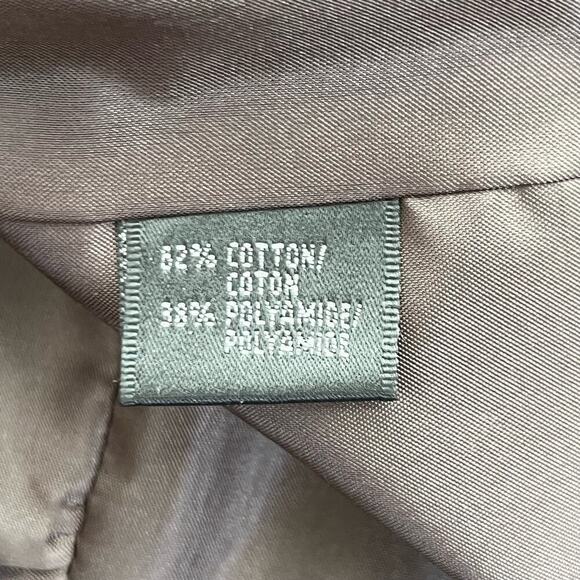 62% COTTON/
COTON
38% POLYAMIDE/
POLYAMIDE